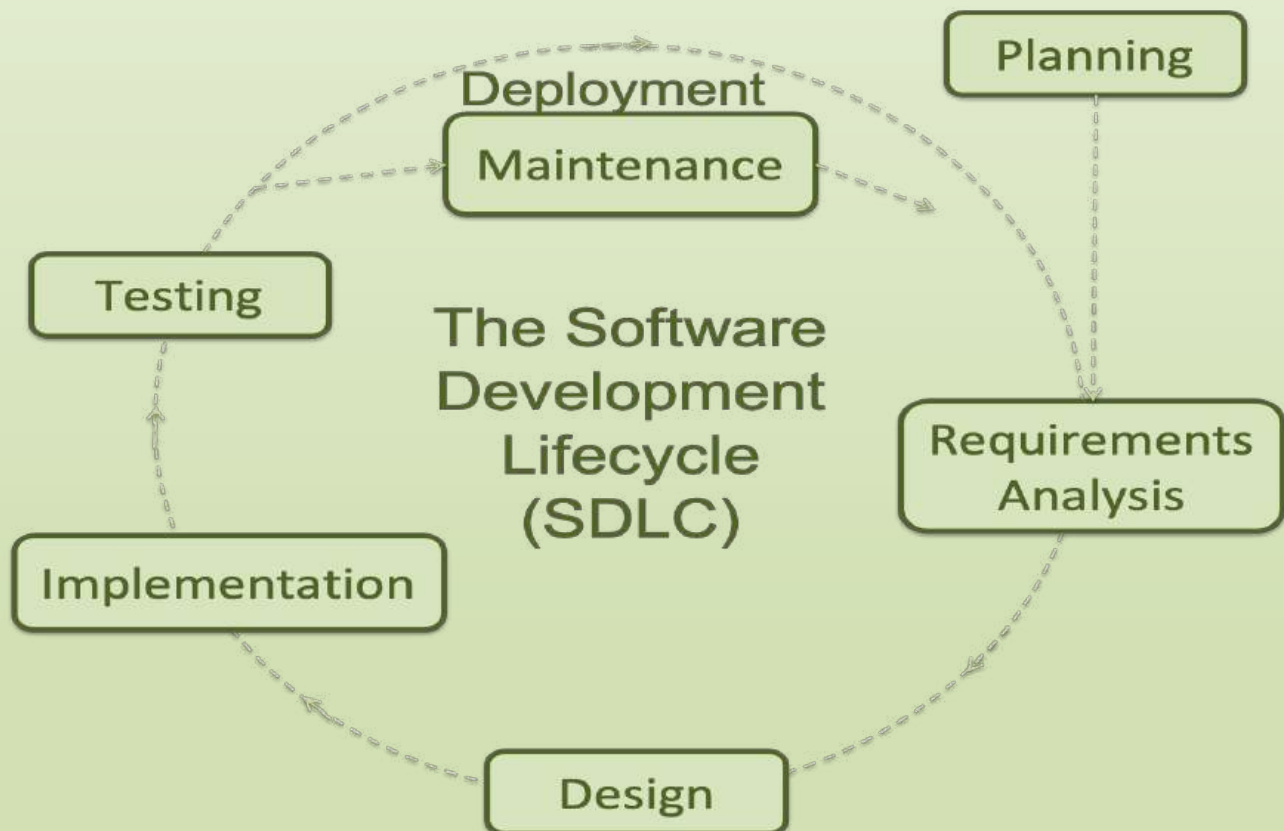 Planning
Deployment
Maintenance
Testing
The Software
Development
Lifecycle
(SDLC)
Requirements
Analysis
Implementation
Design